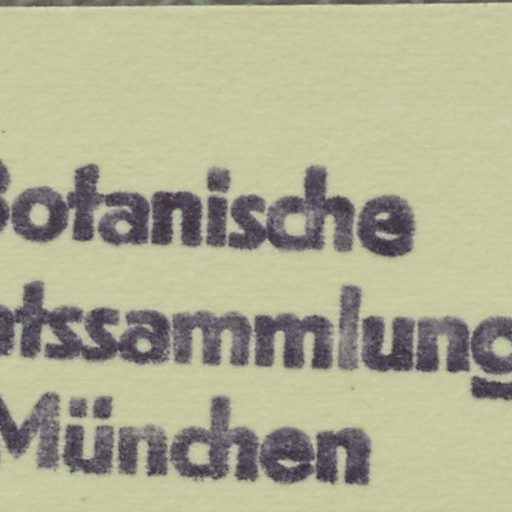 Botanische
atssammlung
München